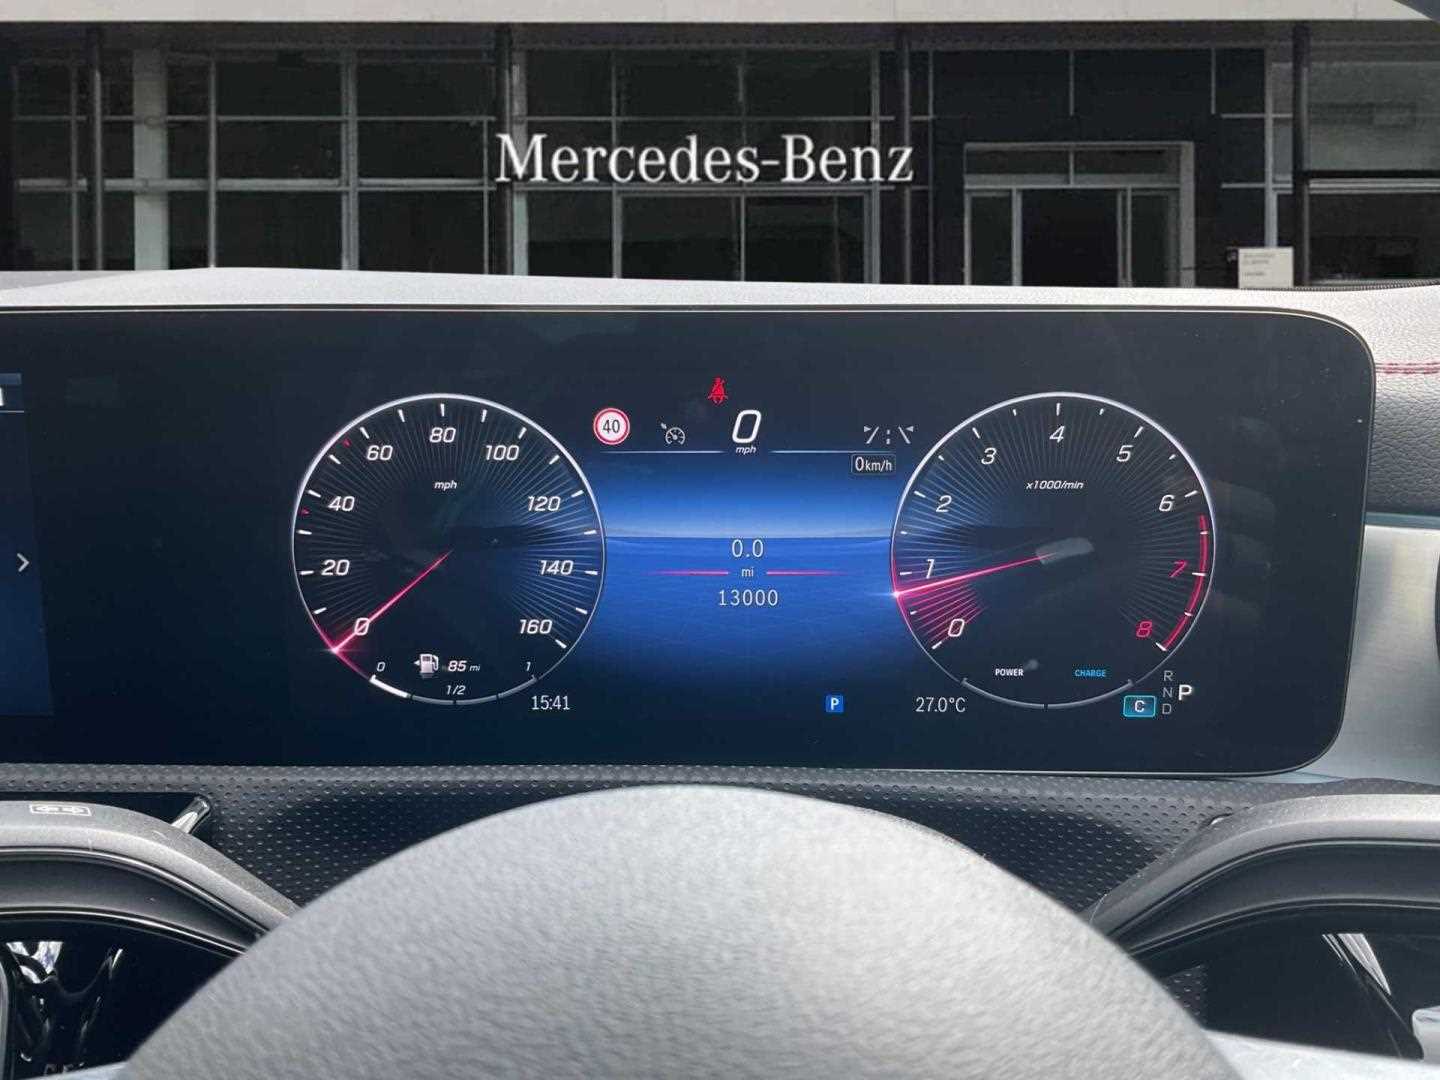 Mercedes-Benz
40
0
mph
0km/h
0.0
mi
13000
mph
0
20
40
60
80
100
120
140
160
0
85 mi
1
1/2
15:41
P
27.0°C
x1000/min
0
1
2
3
4
5
6
7
8
POWER
CHARGE
C
R
N
D
P